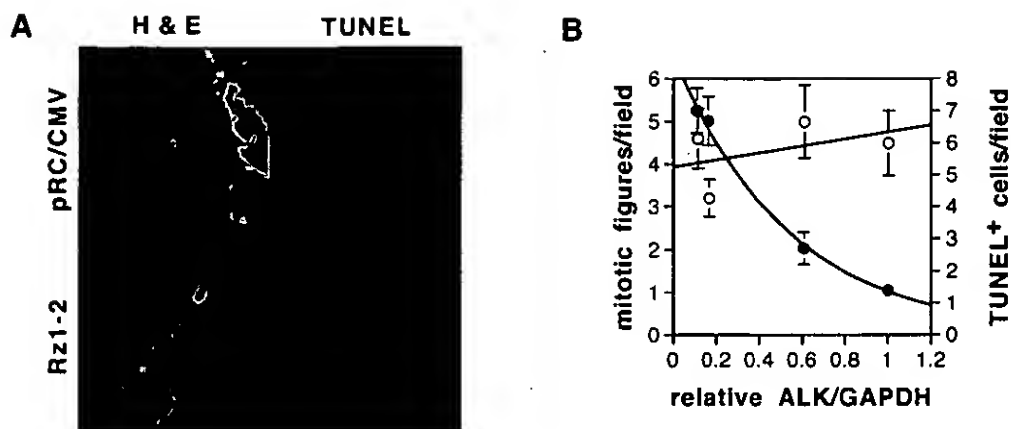 A
H & E
TUNEL
pRC/CMV
Rz1-2
B
mitotic figures/field
6
5
4
3
2
1
0
0 0.2 0.4 0.6 0.8 1 1.2
relative ALK/GAPDH
8
7
6
5
4
3
2
1
0
TUNEL+ cells/field